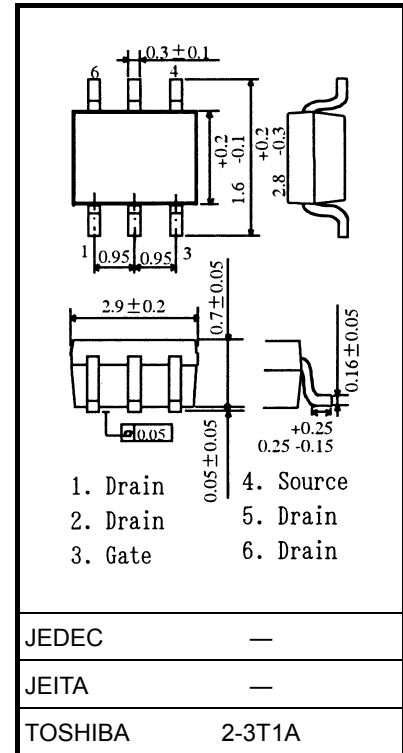 0.3±0.1
6 4
+0.2
1.6 -0.1
+0.2
2.8 -0.3
1 0.95 0.95 3
2.9±0.2
0.7±0.05
0.16±0.05
0.05
0.05±0.05
+0.25
0.25 -0.15
1. Drain
2. Drain
3. Gate
4. Source
5. Drain
6. Drain
JEDEC —
JEITA —
TOSHIBA 2-3T1A